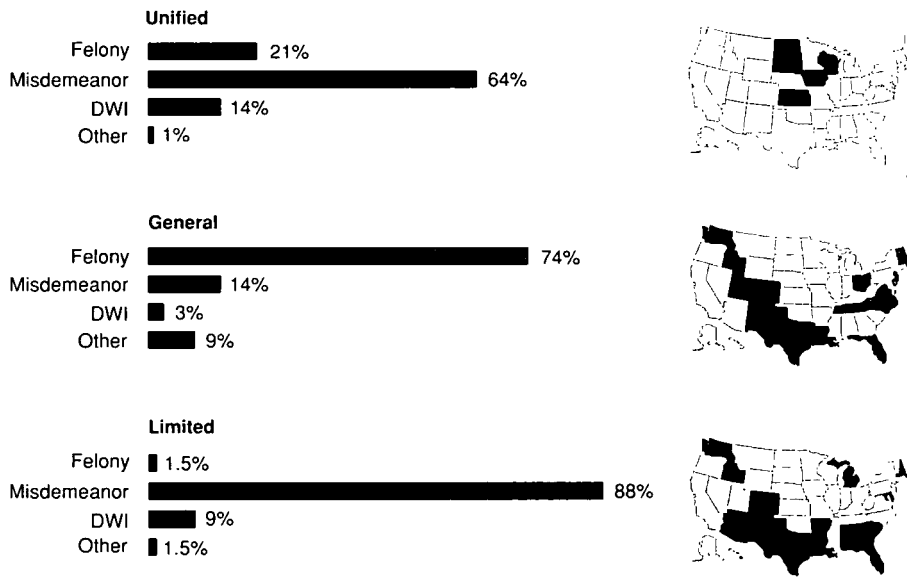 Unified
Felony 21%
Misdemeanor 64%
DWI 14%
Other 1%
General
Felony 74%
Misdemeanor 14%
DWI 3%
Other 9%
Limited
Felony 1.5%
Misdemeanor 88%
DWI 9%
Other 1.5%